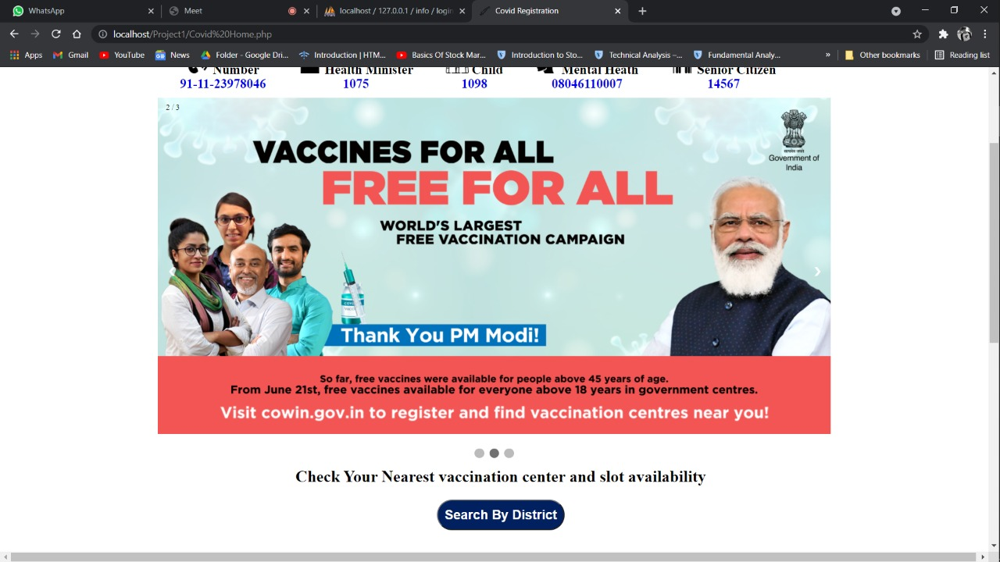 WhatsApp
Meet
localhost / 127.0.0.1 / info / login
Covid Registration
localhost/Project1/Covid%20Home.php
Apps
Gmail
YouTube
News
Folder - Google Dri...
Introduction | HTM...
Basics Of Stock Mar...
Introduction to Sto...
Technical Analysis –...
Fundamental Analy...
»
Other bookmarks
Reading list
Number
Health Minister
Child
Mental Heath
Senior Citizen
91-11-23978046
1075
1098
08046110007
14567
2 / 3
VACCINES FOR ALL
FREE FOR ALL
WORLD'S LARGEST
FREE VACCINATION CAMPAIGN
सत्यमेव जयते
Government of
India
Thank You PM Modi!
So far, free vaccines were available for people above 45 years of age.
From June 21st, free vaccines available for everyone above 18 years in government centres.
Visit cowin.gov.in to register and find vaccination centres near you!
Check Your Nearest vaccination center and slot availability
Search By District